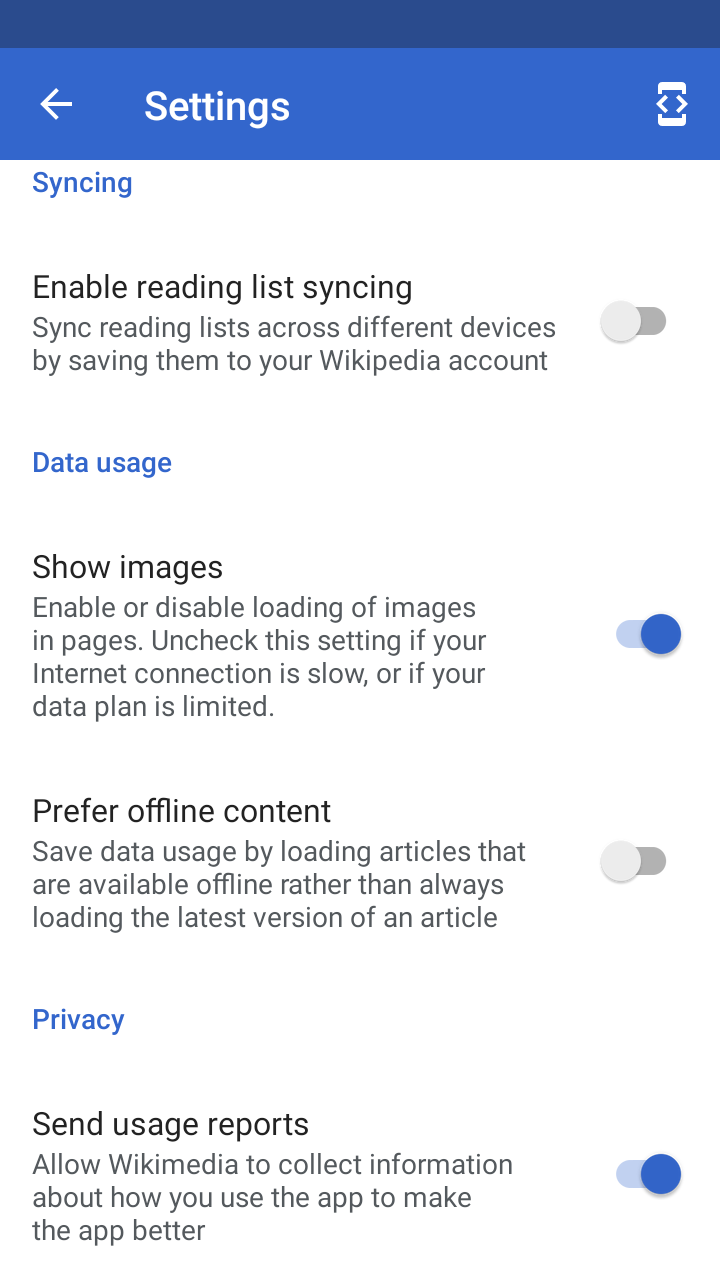 Settings
Syncing
Enable reading list syncing
Sync reading lists across different devices
by saving them to your Wikipedia account
Data usage
Show images
Enable or disable loading of images
in pages. Uncheck this setting if your
Internet connection is slow, or if your
data plan is limited.
Prefer offline content
Save data usage by loading articles that
are available offline rather than always
loading the latest version of an article
Privacy
Send usage reports
Allow Wikimedia to collect information
about how you use the app to make
the app better